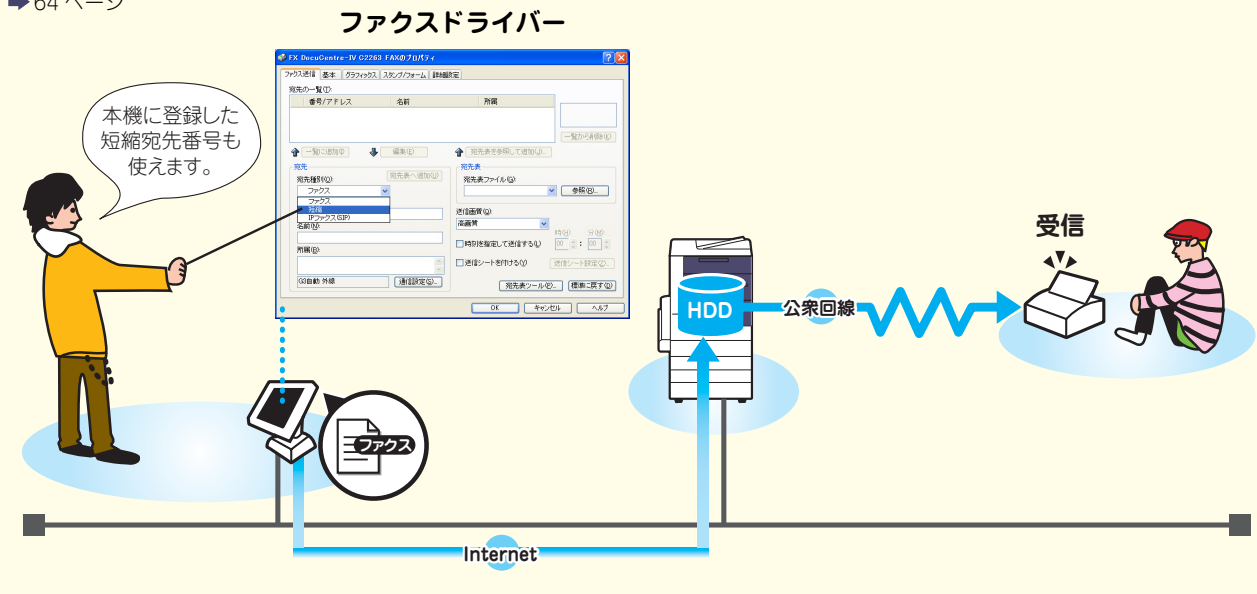 ➡64 ページ
ファクスドライバー
FX DocuCentre-IV C2263 FAXのプロパティ
ファクス送信 基本 グラフィックス スタンプ/フォーム 詳細設定
宛先の一覧(T):
番号/アドレス 名前 所属
一覧から削除(K)
一覧に追加(I) 編集(E) 宛先表を参照して追加(J)...
宛先
宛先種別(O): 宛先表へ追加(U)
ファクス
ファクス
短縮
IPファクス(SIP)
名前(N):
所属(B):
G3自動 外線 通信設定(S)...
宛先表
宛先表ファイル(G):
参照(R)...
送信画質(Q):
高画質
時(H) 分(M)
時刻を指定して送信する(L) 00 : 00
送信シートを付ける(Y) 送信シート設定(Z)...
宛先表ツール(P)... 標準に戻す(D)
OK キャンセル ヘルプ
本機に登録した
短縮宛先番号も
使えます。
ファクス
HDD
公衆回線
受信
Internet